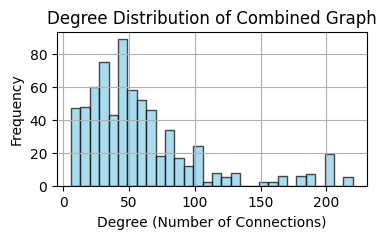 Degree Distribution of Combined Graph
Frequency
80
60
40
20
0
0 50 100 150 200
Degree (Number of Connections)